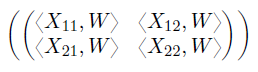 ( ( ⟨X₁₁, W⟩ ⟨X₁₂, W⟩
⟨X₂₁, W⟩ ⟨X₂₂, W⟩ ) )